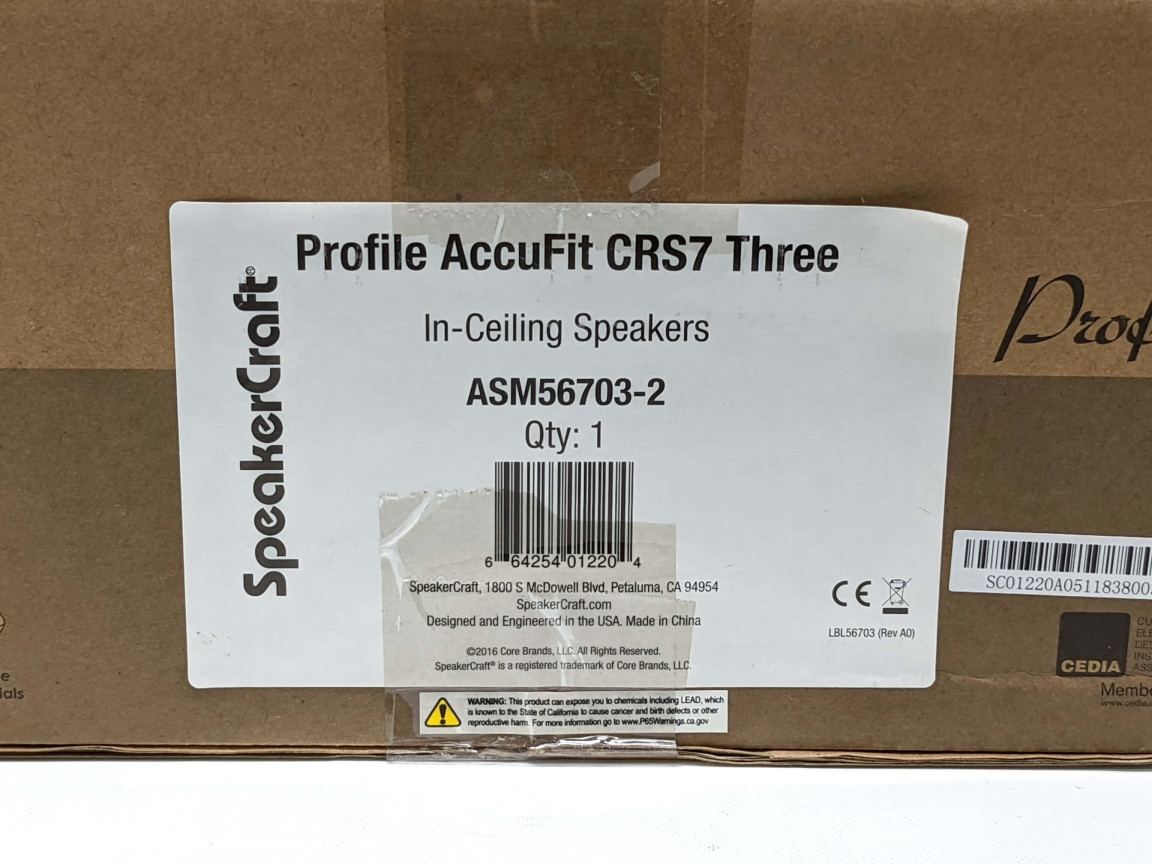 SpeakerCraft®
Profile AccuFit CRS7 Three
In-Ceiling Speakers
ASM56703-2
Qty: 1
6 64254 01220 4
SpeakerCraft, 1800 S McDowell Blvd, Petaluma, CA 94954
SpeakerCraft.com
Designed and Engineered in the USA. Made in China
©2016 Core Brands, LLC. All Rights Reserved.
SpeakerCraft® is a registered trademark of Core Brands, LLC.
CE
LBL56703 (Rev A0)
WARNING: This product can expose you to chemicals including LEAD, which
is known to the State of California to cause cancer and birth defects or other
reproductive harm. For more information go to www.P65Warnings.ca.gov
Prof
SC01220A051183800
CEDIA
Membe
www.cedia.